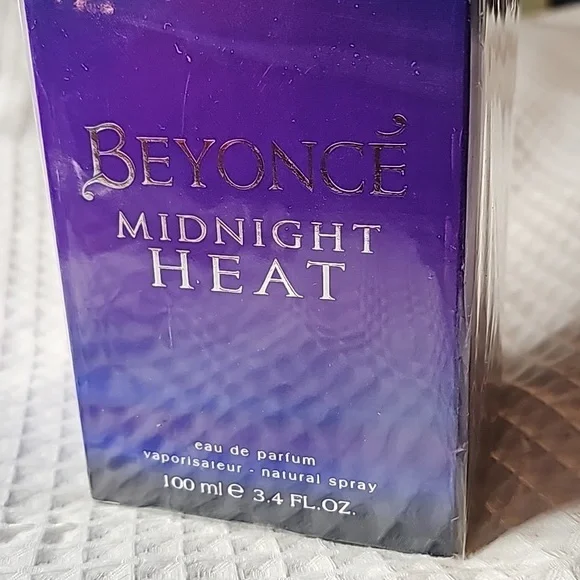 BEYONCÉ
MIDNIGHT
HEAT
eau de parfum
vaporisateur - natural spray
100 ml ℮ 3.4 FL.OZ.